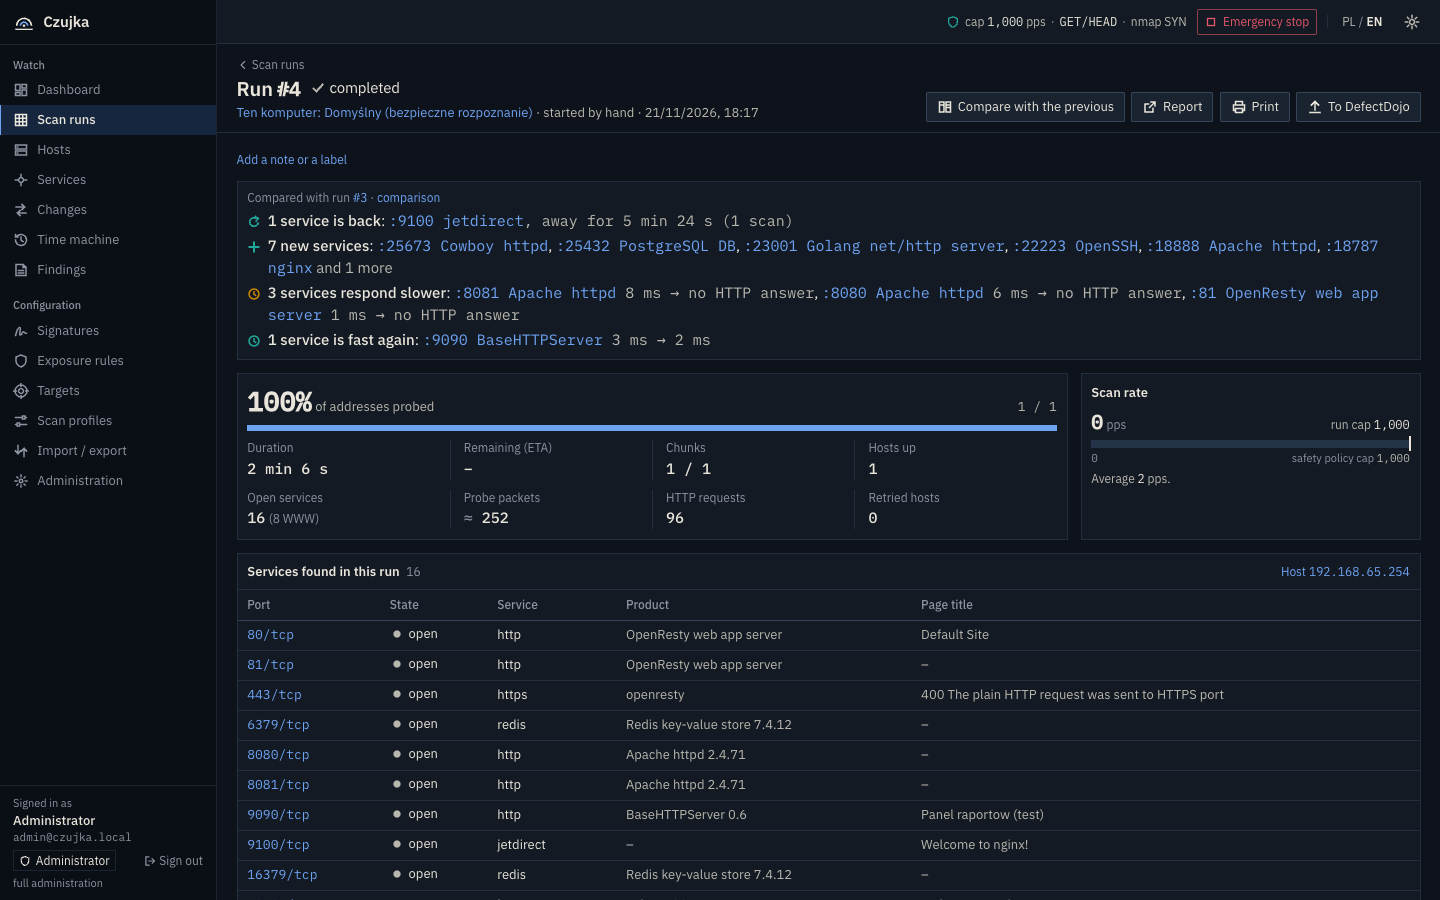 Czujka
cap 1,000 pps · GET/HEAD · nmap SYN
Emergency stop
PL / EN
Watch
Dashboard
Scan runs
Hosts
Services
Changes
Time machine
Findings
Configuration
Signatures
Exposure rules
Targets
Scan profiles
Import / export
Administration
Signed in as
Administrator
admin@czujka.local
Administrator
Sign out
full administration
Scan runs
Run #4 completed
Ten komputer: Domyślny (bezpieczne rozpoznanie) · started by hand · 21/11/2026, 18:17
Compare with the previous
Report
Print
To DefectDojo
Add a note or a label
Compared with run #3 · comparison
1 service is back: :9100 jetdirect, away for 5 min 24 s (1 scan)
7 new services: :25673 Cowboy httpd, :25432 PostgreSQL DB, :23001 Golang net/http server, :22223 OpenSSH, :18888 Apache httpd, :18787
nginx and 1 more
3 services respond slower: :8081 Apache httpd 8 ms → no HTTP answer, :8080 Apache httpd 6 ms → no HTTP answer, :81 OpenResty web app
server 1 ms → no HTTP answer
1 service is fast again: :9090 BaseHTTPServer 3 ms → 2 ms
100% of addresses probed 1 / 1
Duration Remaining (ETA) Chunks Hosts up
2 min 6 s – 1 / 1 1
Open services Probe packets HTTP requests Retried hosts
16 (8 WWW) ≈ 252 96 0
Scan rate
0 pps run cap 1,000
0 safety policy cap 1,000
Average 2 pps.
Services found in this run 16 Host 192.168.65.254
Port State Service Product Page title
80/tcp open http OpenResty web app server Default Site
81/tcp open http OpenResty web app server –
443/tcp open https openresty 400 The plain HTTP request was sent to HTTPS port
6379/tcp open redis Redis key-value store 7.4.12 –
8080/tcp open http Apache httpd 2.4.71 –
8081/tcp open http Apache httpd 2.4.71 –
9090/tcp open http BaseHTTPServer 0.6 Panel raportow (test)
9100/tcp open jetdirect – Welcome to nginx!
16379/tcp open redis Redis key-value store 7.4.12 –